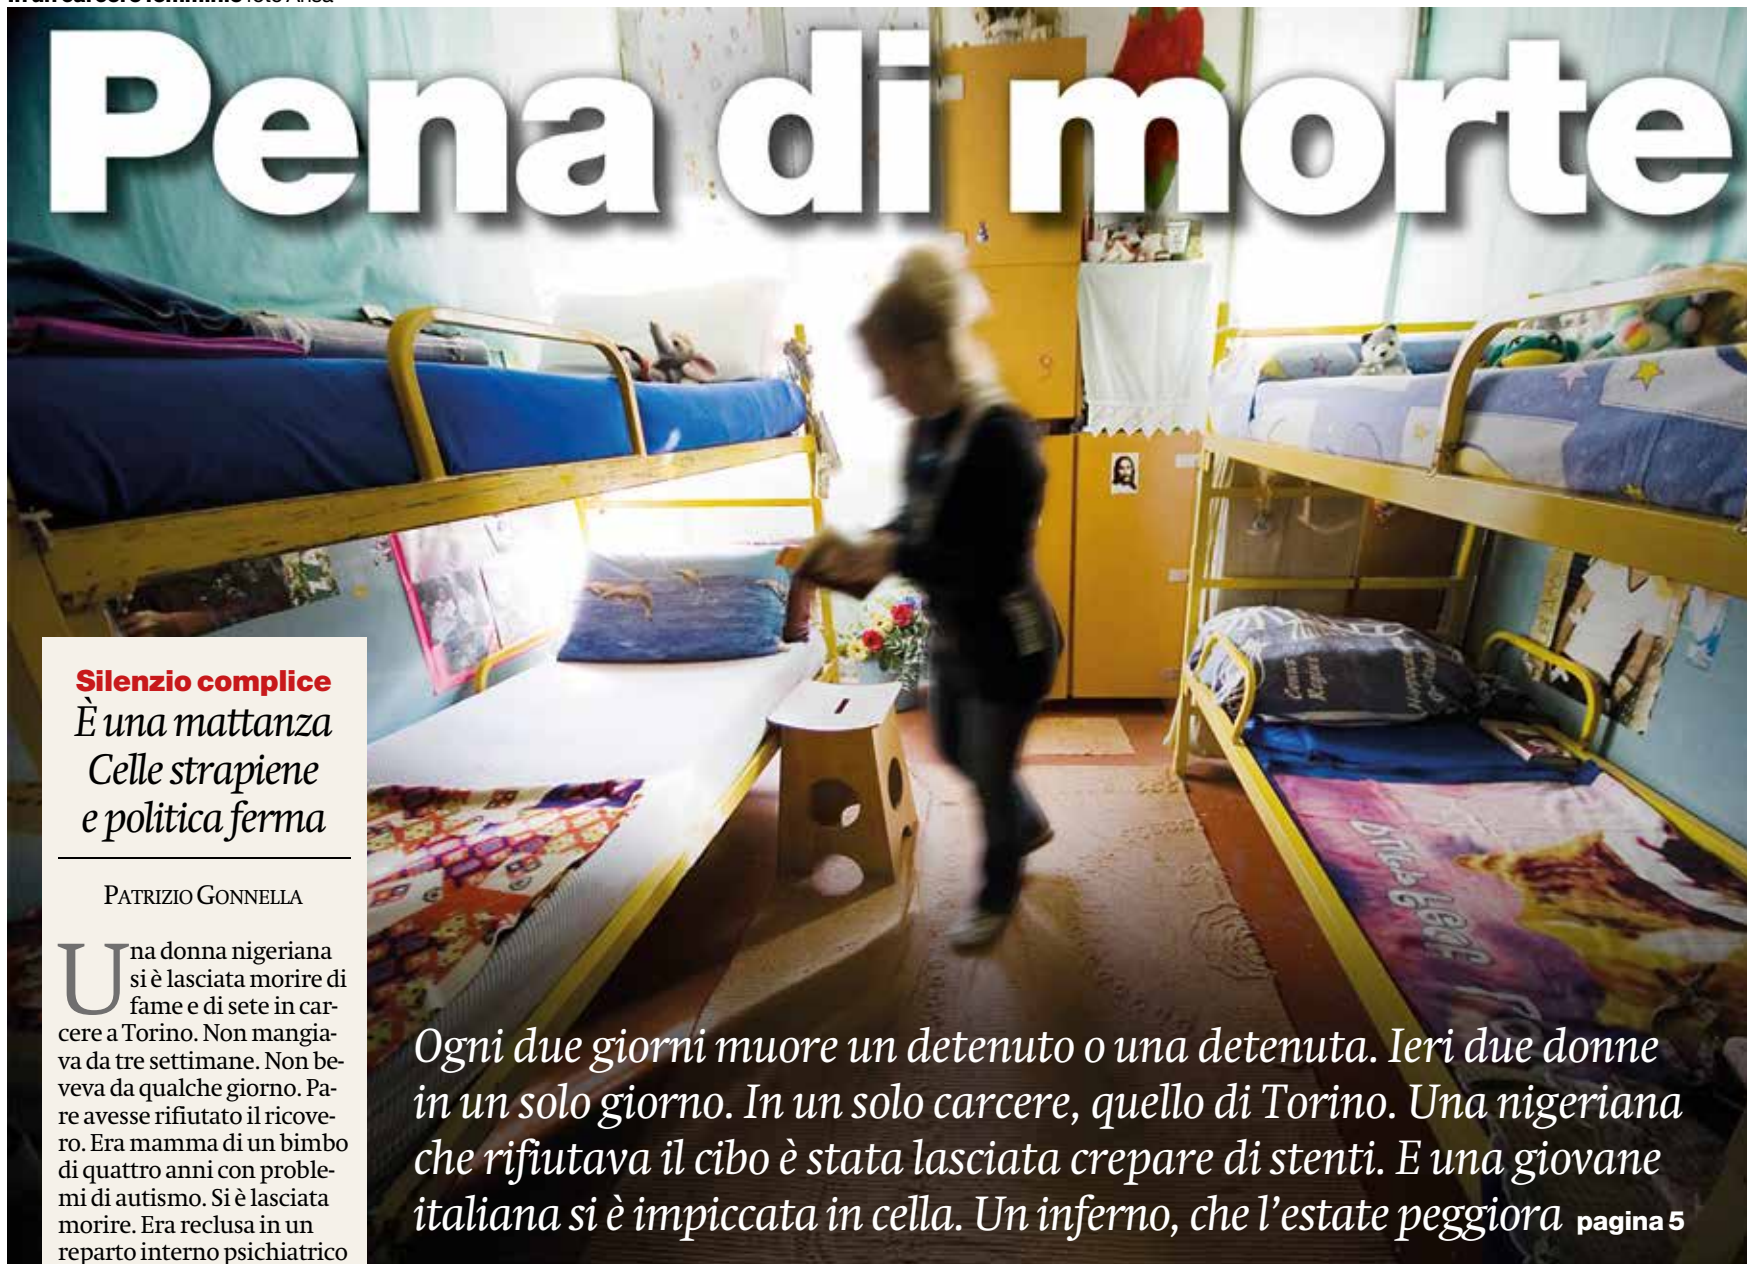 Pena di morte
Silenzio complice
È una mattanza
Celle strapiene
e politica ferma
PATRIZIO GONNELLA
Una donna nigeriana
si è lasciata morire di
fame e di sete in car-
cere a Torino. Non mangia-
va da tre settimane. Non be-
veva da qualche giorno. Pa-
re avesse rifiutato il ricove-
ro. Era mamma di un bimbo
di quattro anni con proble-
mi di autismo. Si è lasciata
morire. Era reclusa in un
reparto interno psichiatrico
Ogni due giorni muore un detenuto o una detenuta. Ieri due donne
in un solo giorno. In un solo carcere, quello di Torino. Una nigeriana
che rifiutava il cibo è stata lasciata crepare di stenti. E una giovane
italiana si è impiccata in cella. Un inferno, che l'estate peggiora pagina 5